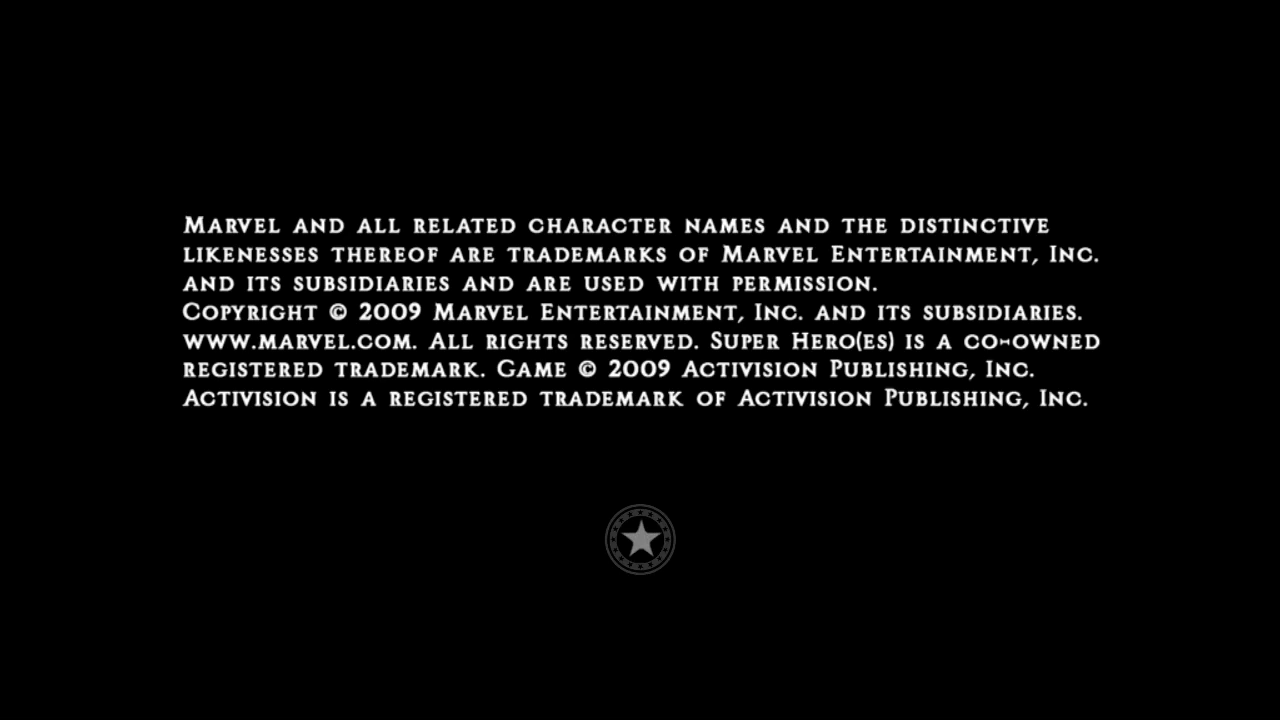 Marvel and all related character names and the distinctive
likenesses thereof are trademarks of Marvel Entertainment, Inc.
and its subsidiaries and are used with permission.
Copyright © 2009 Marvel Entertainment, Inc. and its subsidiaries.
www.marvel.com. All rights reserved. Super Hero(es) is a co-owned
registered trademark. Game © 2009 Activision Publishing, Inc.
Activision is a registered trademark of Activision Publishing, Inc.